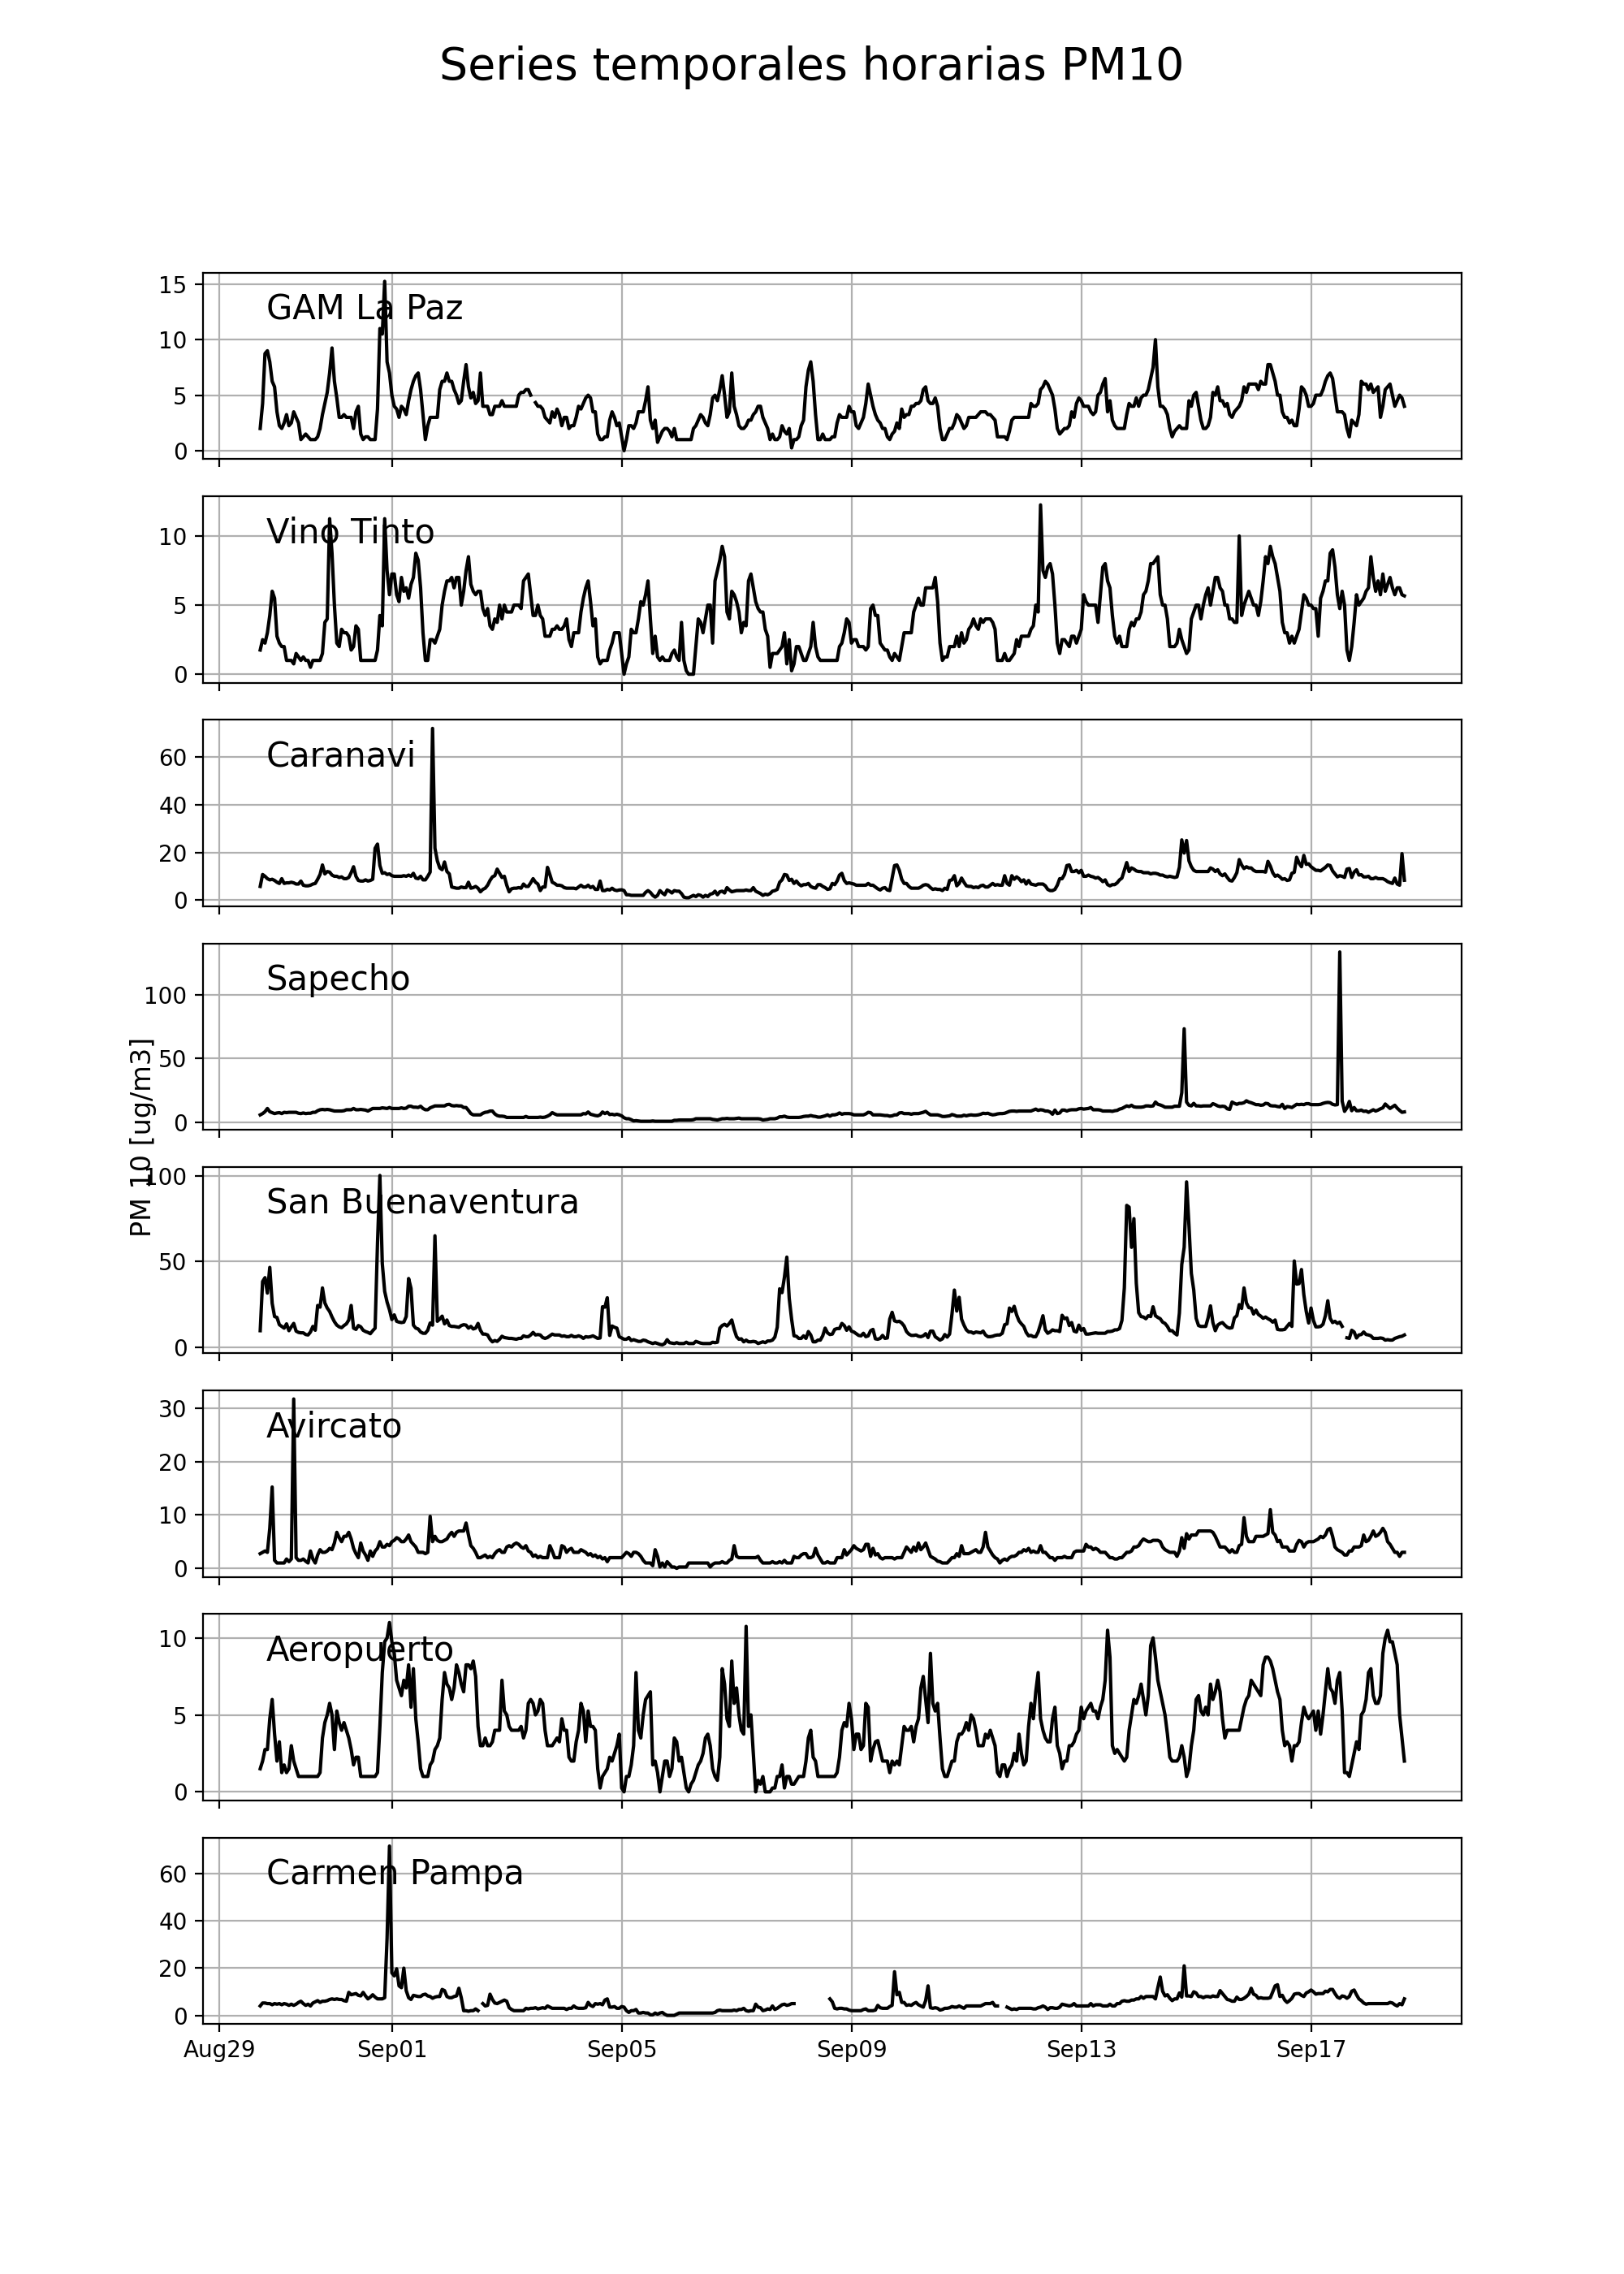 Series temporales horarias PM10
GAM La Paz
15
10
5
0
Vino Tinto
10
5
0
Caranavi
60
40
20
0
PM 10 [ug/m3]
Sapecho
100
50
0
San Buenaventura
100
50
0
Avircato
30
20
10
0
Aeropuerto
10
5
0
Carmen Pampa
60
40
20
0
Aug29 Sep01 Sep05 Sep09 Sep13 Sep17